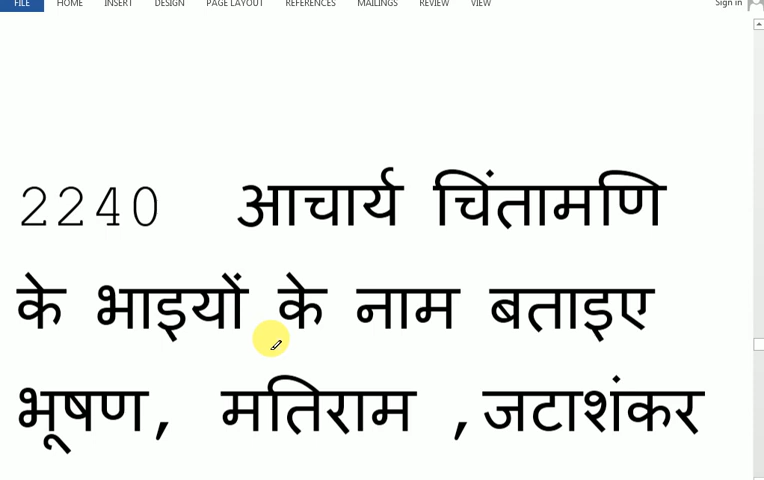 FILE HOME INSERT DESIGN PAGE LAYOUT REFERENCES MAILINGS REVIEW VIEW Sign in
2240 आचार्य चिंतामणि
के भाइयों के नाम बताइए
भूषण, मतिराम ,जटाशंकर